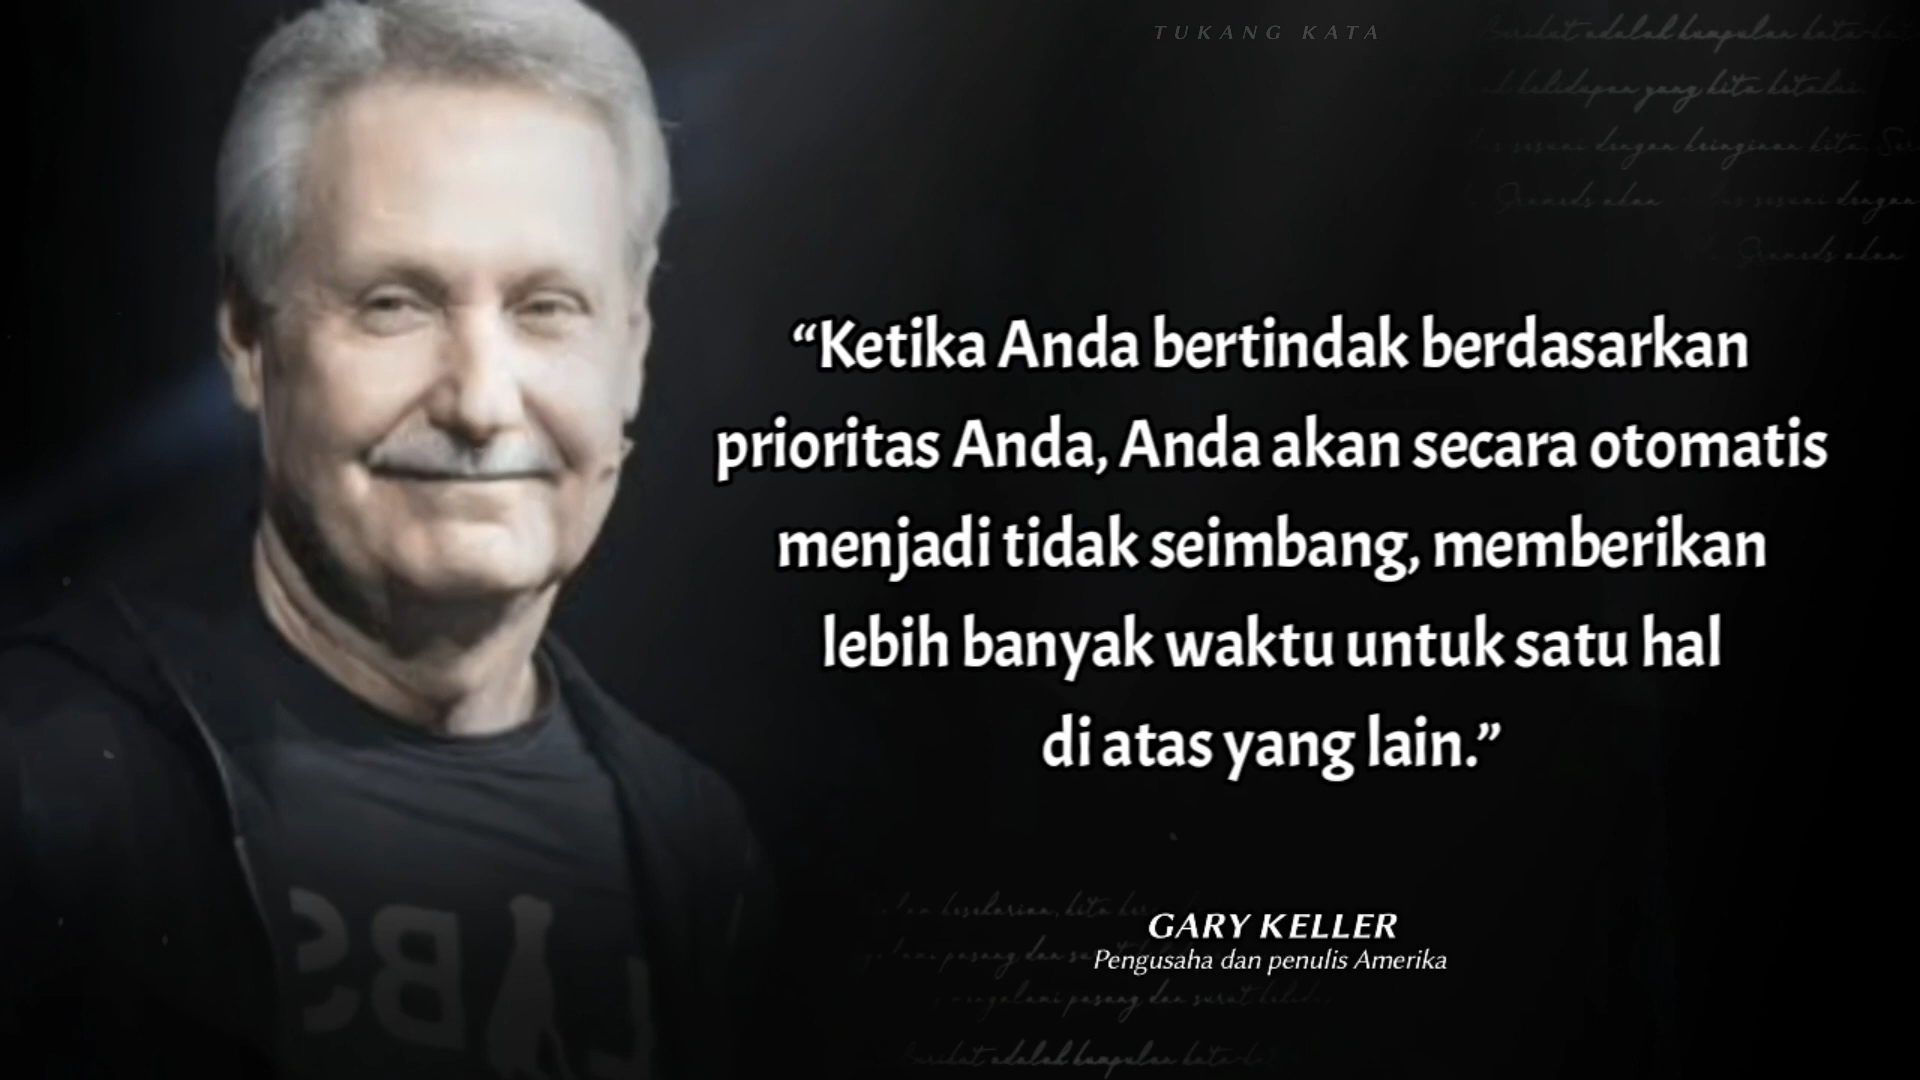 TUKANG KATA
“Ketika Anda bertindak berdasarkan
prioritas Anda, Anda akan secara otomatis
menjadi tidak seimbang, memberikan
lebih banyak waktu untuk satu hal
di atas yang lain.”
GARY KELLER
Pengusaha dan penulis Amerika